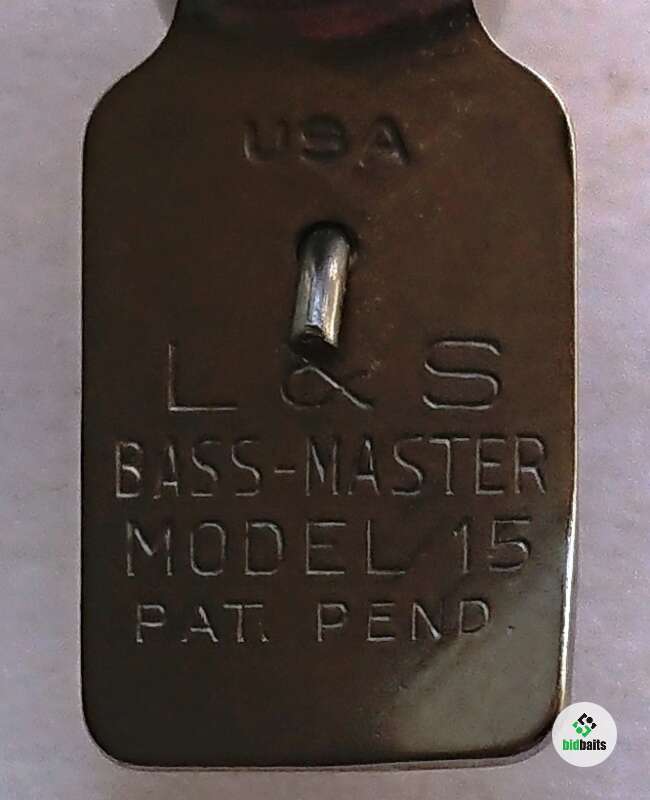 USA
L & S
BASS-MASTER
MODEL 15
PAT. PEND.
bidbaits